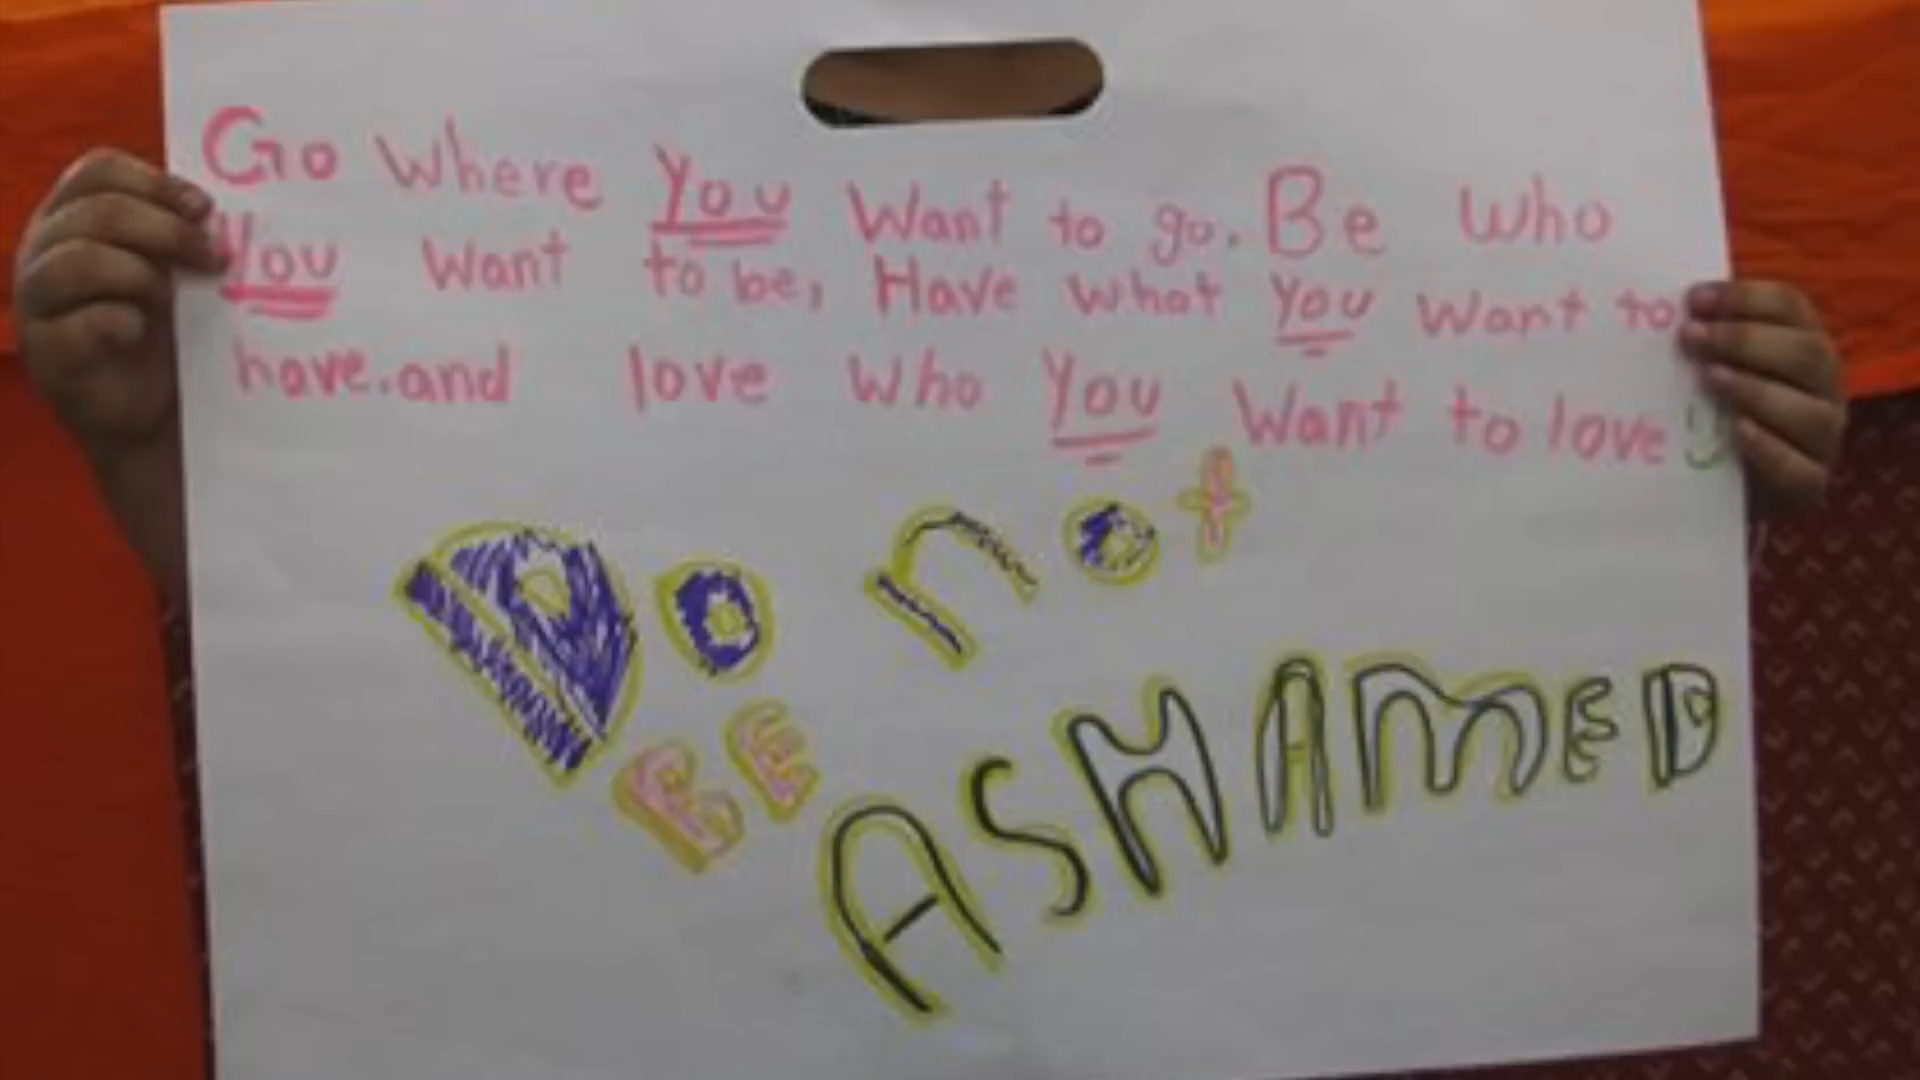 Go Where You Want to go. Be Who
You Want to be, Have What You Want to
have. and love Who You Want to love
Do not
BE
ASHAMED